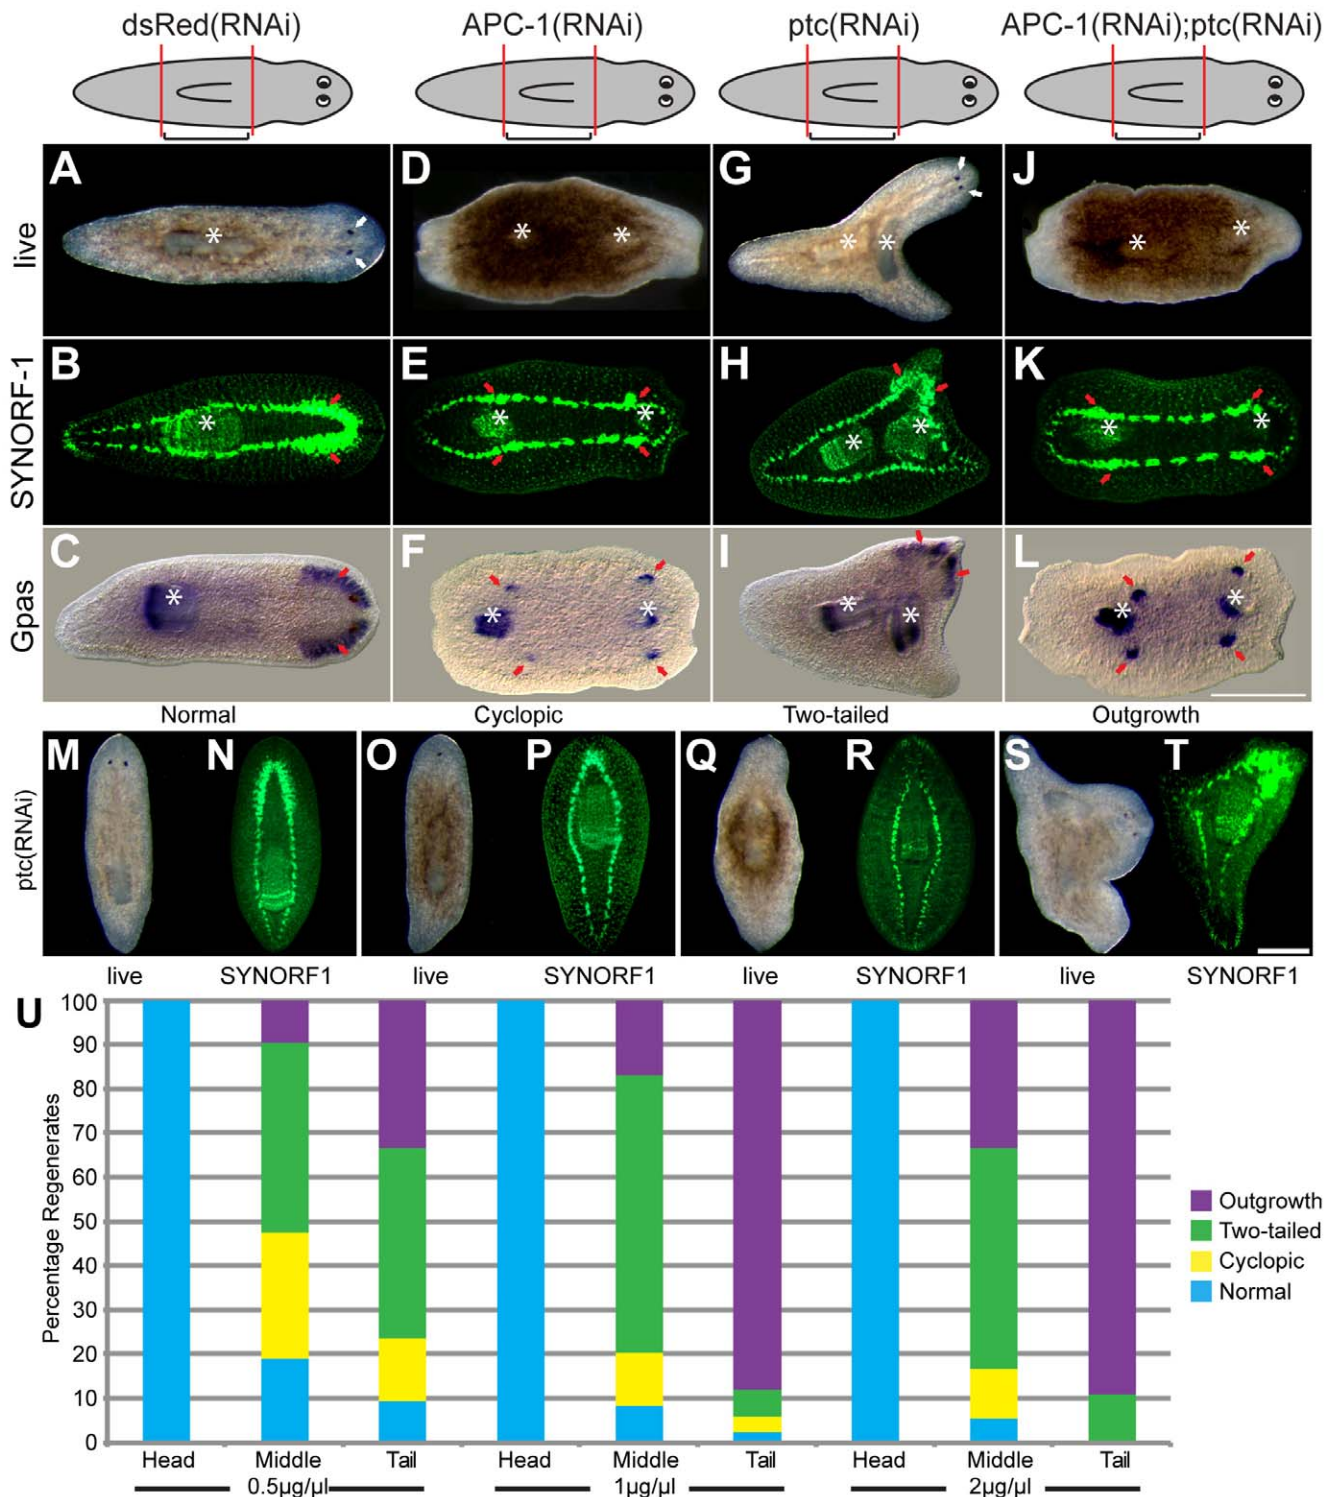 dsRed(RNAi) APC-1(RNAi) ptc(RNAi) APC-1(RNAi);ptc(RNAi)
live
A D G J
* * * * * * *
SYNORF-1
B E H K
* * * * * * *
Gpas
C F I L
* * * * * * *
Normal Cyclopic Two-tailed Outgrowth
ptc(RNAi)
M N O P Q R S T
live SYNORF1 live SYNORF1 live SYNORF1 live SYNORF1
U
Percentage Regenerates
100
90
80
70
60
50
40
30
20
10
0
Outgrowth
Two-tailed
Cyclopic
Normal
Head Middle Tail Head Middle Tail Head Middle Tail
0.5µg/µl 1µg/µl 2µg/µl